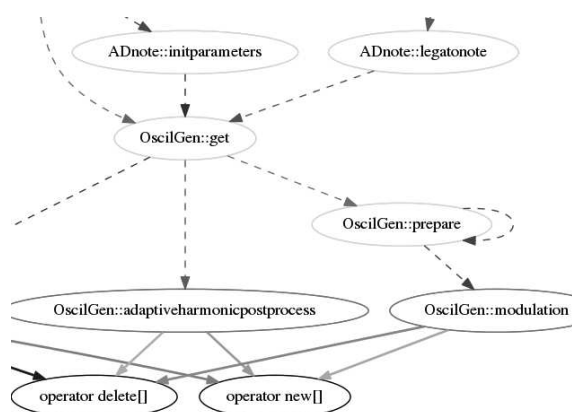 ADnote::initparameters
ADnote::legatonote
OscilGen::get
OscilGen::prepare
OscilGen::adaptiveharmonicpostprocess
OscilGen::modulation
operator delete[]
operator new[]